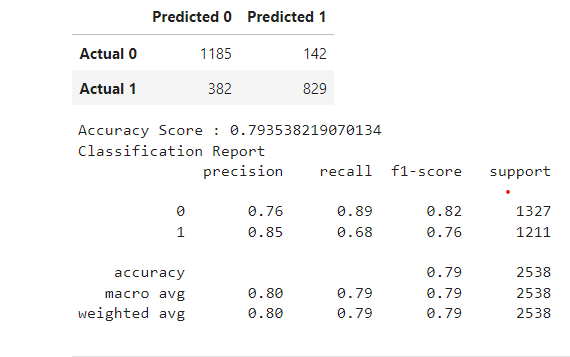 Predicted 0 Predicted 1
Actual 0 1185 142
Actual 1 382 829
Accuracy Score : 0.793538219070134
Classification Report
precision recall f1-score support
0 0.76 0.89 0.82 1327
1 0.85 0.68 0.76 1211
accuracy 0.79 2538
macro avg 0.80 0.79 0.79 2538
weighted avg 0.80 0.79 0.79 2538